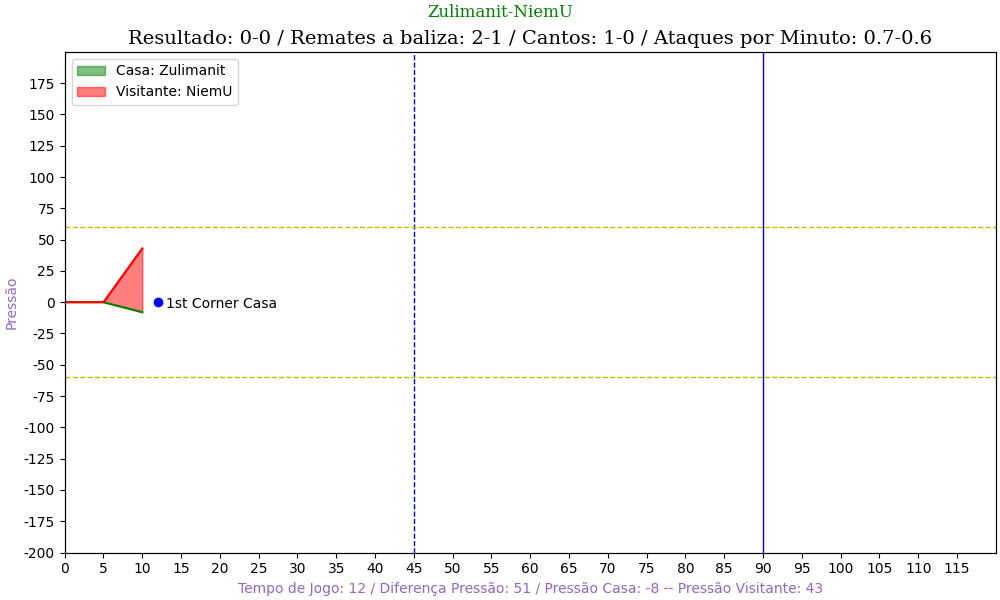 Zulimanit-NiemU
Resultado: 0-0 / Remates a baliza: 2-1 / Cantos: 1-0 / Ataques por Minuto: 0.7-0.6
Casa: Zulimanit
Visitante: NiemU
175
150
125
100
75
50
25
0
-25
-50
-75
-100
-125
-150
-175
-200
Pressão
1st Corner Casa
0 5 10 15 20 25 30 35 40 45 50 55 60 65 70 75 80 85 90 95 100 105 110 115
Tempo de Jogo: 12 / Diferença Pressão: 51 / Pressão Casa: -8 -- Pressão Visitante: 43